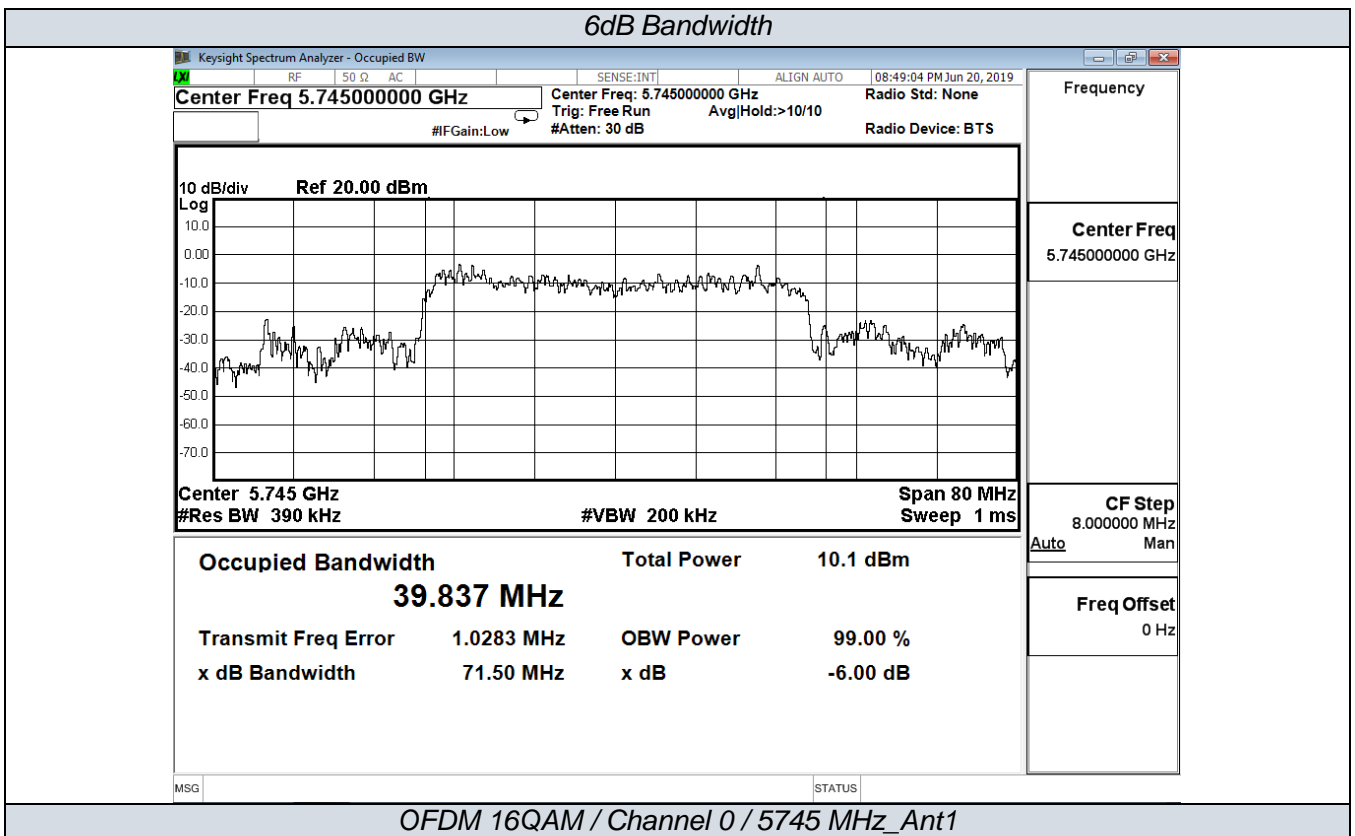 6dB Bandwidth
Keysight Spectrum Analyzer - Occupied BW
LXI RF 50 Ω AC SENSE:INT ALIGN AUTO 08:49:04 PM Jun 20, 2019
Center Freq 5.745000000 GHz
Center Freq: 5.745000000 GHz
Radio Std: None
Trig: Free Run Avg|Hold:>10/10
#IFGain:Low
#Atten: 30 dB
Radio Device: BTS
Frequency
10 dB/div Ref 20.00 dBm
Log
10.0
0.00
-10.0
-20.0
-30.0
-40.0
-50.0
-60.0
-70.0
Center 5.745 GHz Span 80 MHz
#Res BW 390 kHz #VBW 200 kHz Sweep 1 ms
Center Freq
5.745000000 GHz
CF Step
8.000000 MHz
Auto Man
Freq Offset
0 Hz
Occupied Bandwidth Total Power 10.1 dBm
39.837 MHz
Transmit Freq Error 1.0283 MHz OBW Power 99.00 %
x dB Bandwidth 71.50 MHz x dB -6.00 dB
MSG STATUS
OFDM 16QAM / Channel 0 / 5745 MHz_Ant1